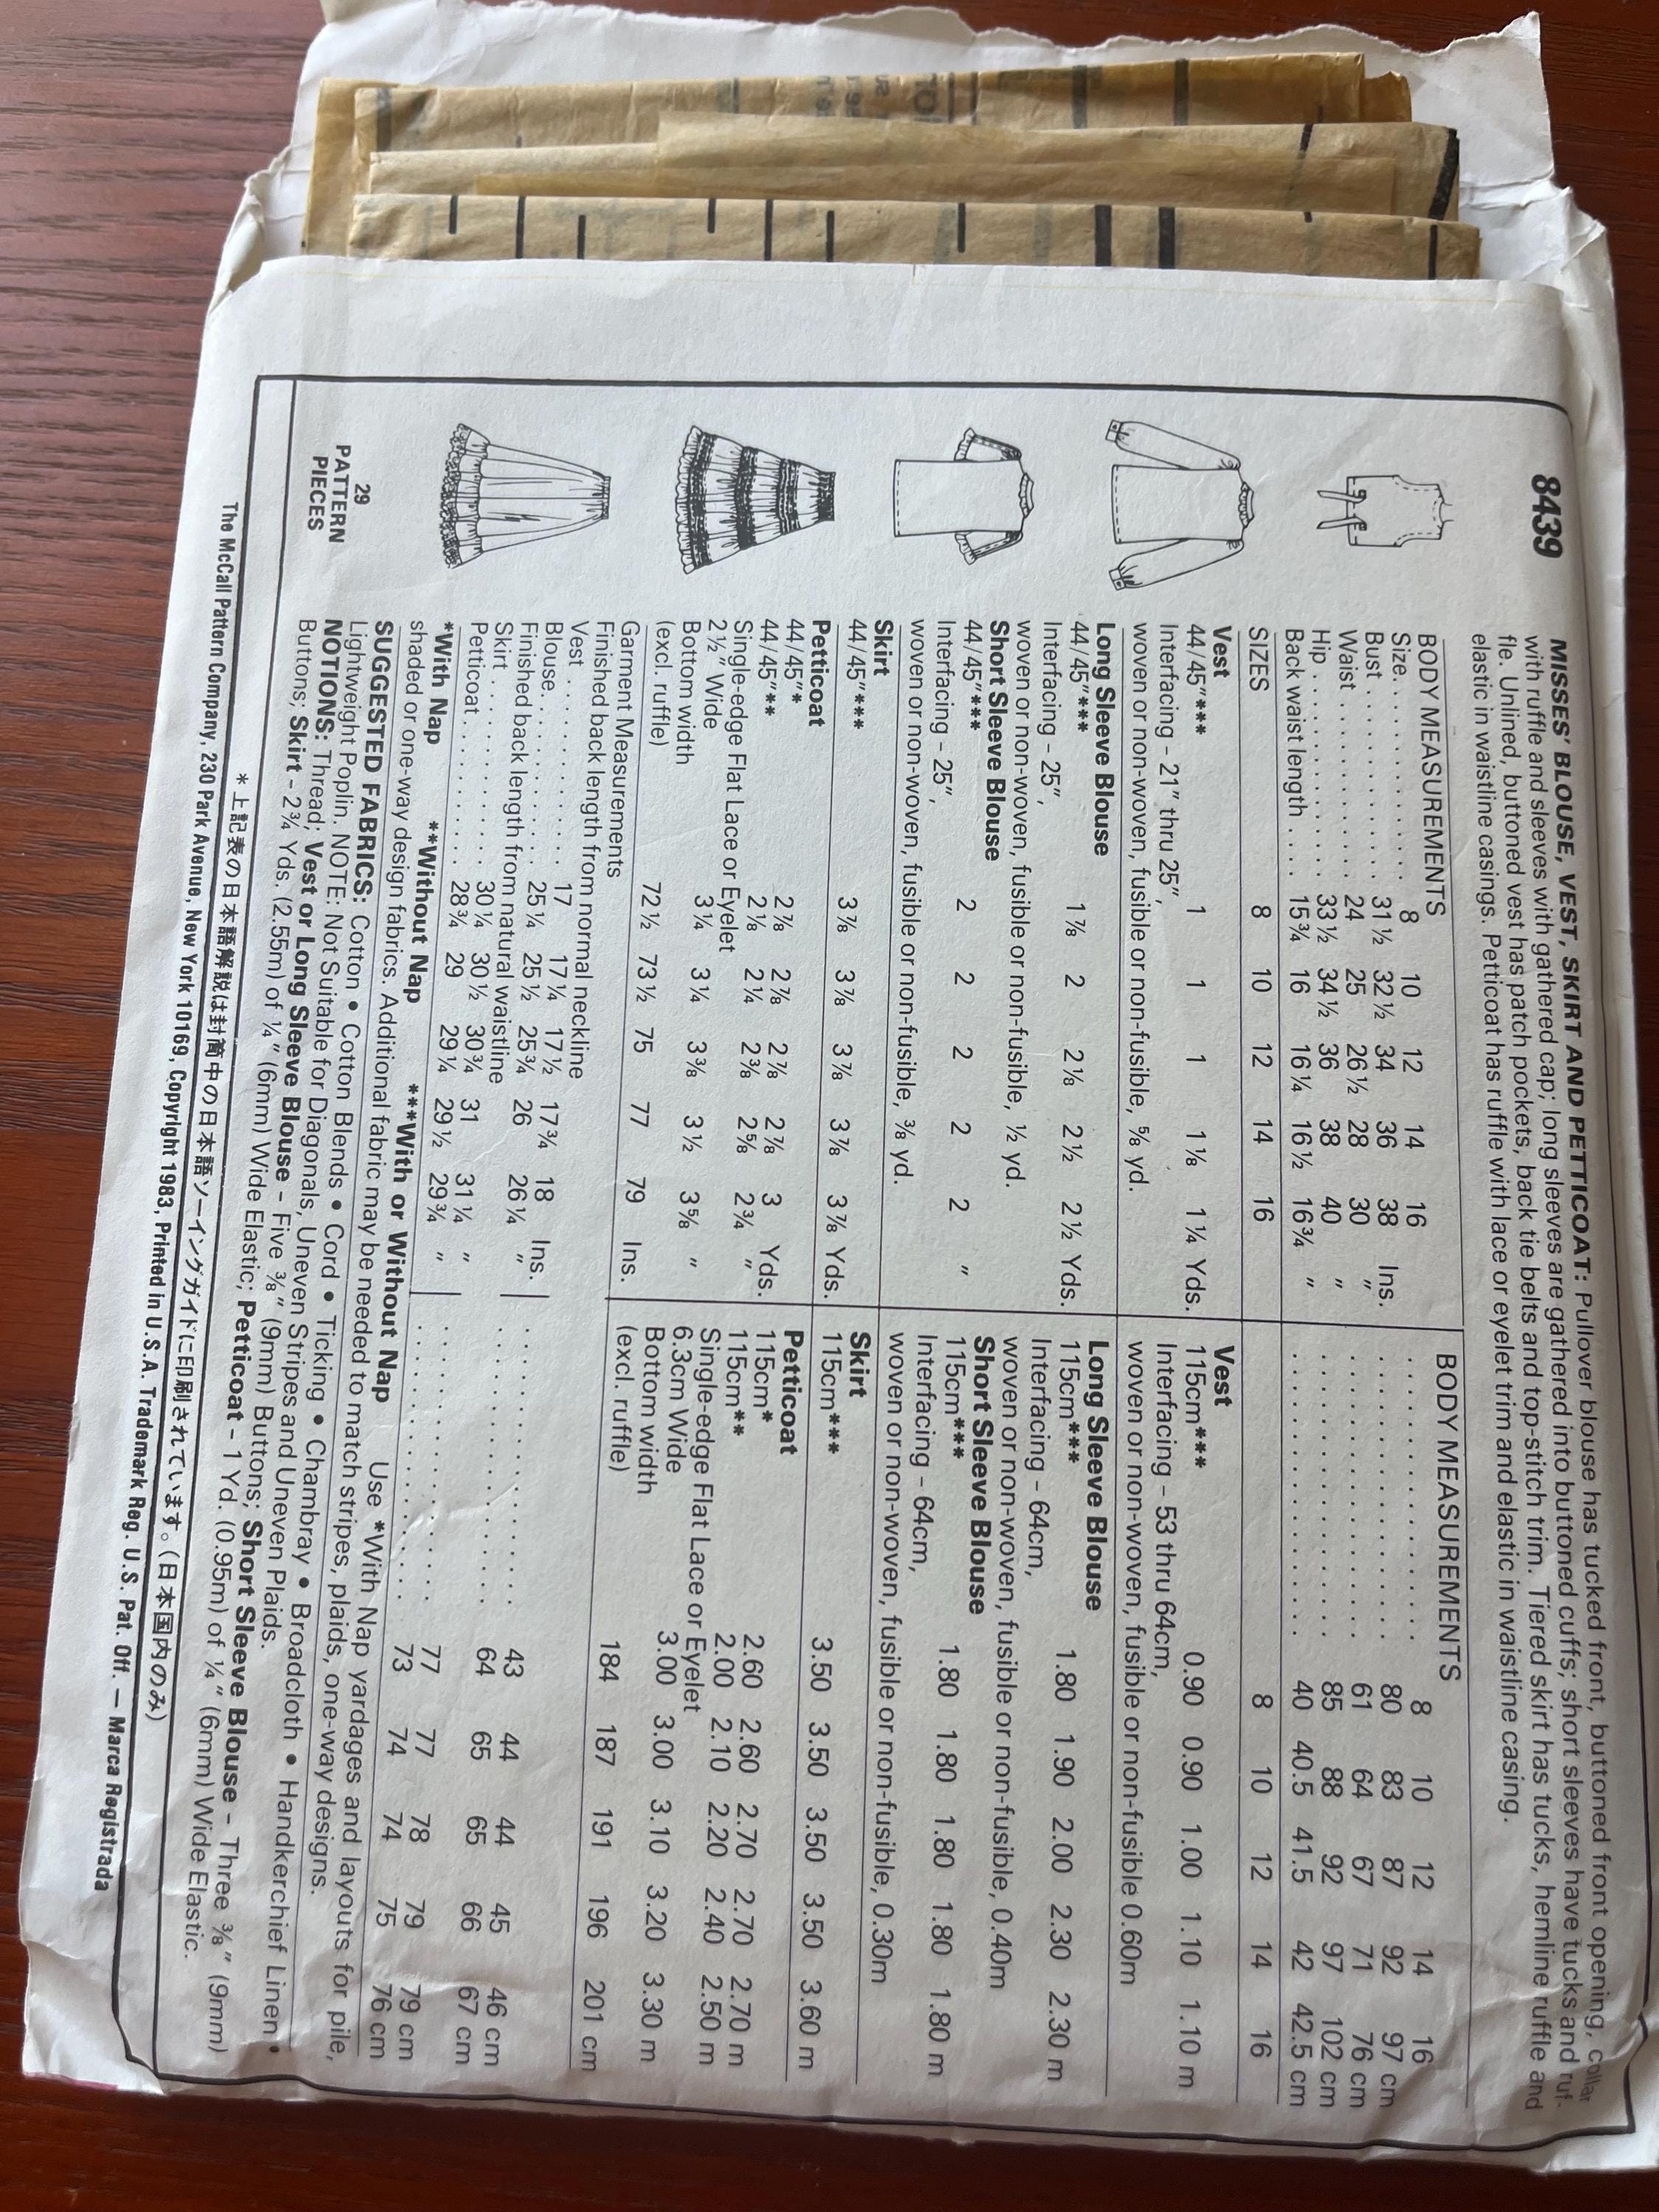 8439
MISSES' BLOUSE, VEST, SKIRT AND PETTICOAT: Pullover blouse has tucked front, buttoned front opening, collar
with ruffle and sleeves with gathered cap; long sleeves are gathered into buttoned cuffs; short sleeves have tucks and ruf-
fle. Unlined, buttoned vest has patch pockets, back tie belts and top-stitch trim. Tiered skirt has tucks, hemline ruffle and
elastic in waistline casings. Petticoat has ruffle with lace or eyelet trim and elastic in waistline casing.
BODY MEASUREMENTS BODY MEASUREMENTS
Size. . . . . . . . . . 8 10 12 14 16 . . . . . . . . . . 8 10 12 14 16
Bust . . . . . . . . . . 31½ 32½ 34 36 38 Ins. . . . . . . . . . . 80 83 87 92 97 cm
Waist . . . . . . . . . . 24 25 26½ 28 30 " . . . . . . . . . . 61 64 67 71 76 cm
Hip . . . . . . . . . . 33½ 34½ 36 38 40 " . . . . . . . . . . 85 88 92 97 102 cm
Back waist length . . . . 15¾ 16 16¼ 16½ 16¾ " . . . . . . . . . . 40 40.5 41.5 42 42.5 cm
SIZES 8 10 12 14 16 8 10 12 14 16
Vest Vest
44/45"*** 1 1 1 1⅛ 1¼ Yds. 115cm*** 0.90 0.90 1.00 1.10 1.10 m
Interfacing – 21" thru 25", Interfacing – 53 thru 64cm,
woven or non-woven, fusible or non-fusible, ⅝ yd. woven or non-woven, fusible or non-fusible 0.60m
Long Sleeve Blouse Long Sleeve Blouse
44/45"*** 1⅞ 2 2⅛ 2½ 2½ Yds. 115cm*** 1.80 1.90 2.00 2.30 2.30 m
Interfacing – 25", Interfacing – 64cm,
woven or non-woven, fusible or non-fusible, ½ yd. woven or non-woven, fusible or non-fusible, 0.40m
Short Sleeve Blouse Short Sleeve Blouse
44/45"*** 2 2 2 2 2 " 115cm*** 1.80 1.80 1.80 1.80 1.80 m
Interfacing – 25", Interfacing – 64cm,
woven or non-woven, fusible or non-fusible, ⅜ yd. woven or non-woven, fusible or non-fusible, 0.30m
Skirt Skirt
44/45"*** 3⅞ 3⅞ 3⅞ 3⅞ 3⅞ Yds. 115cm*** 3.50 3.50 3.50 3.50 3.60 m
Petticoat Petticoat
44/45"* 2⅞ 2⅞ 2⅞ 2⅞ 3 Yds. 115cm* 2.60 2.60 2.70 2.70 2.70 m
44/45"** 2⅛ 2¼ 2⅜ 2⅝ 2¾ " 115cm** 2.00 2.10 2.20 2.40 2.50 m
Single-edge Flat Lace or Eyelet Single-edge Flat Lace or Eyelet
2½" Wide 3¼ 3¼ 3⅜ 3½ 3⅝ " 6.3cm Wide 3.00 3.00 3.10 3.20 3.30 m
Bottom width Bottom width
(excl. ruffle) 72½ 73½ 75 77 79 Ins. (excl. ruffle) 184 187 191 196 201 cm
Garment Measurements
Finished back length from normal neckline
Vest . . . . . . . . . . 17 17¼ 17½ 17¾ 18 Ins. . . . . . . . . . . 43 44 44 45 46 cm
Blouse. . . . . . . . . . 25¼ 25½ 25¾ 26 26¼ " . . . . . . . . . . 64 65 65 66 67 cm
Finished back length from natural waistline
Skirt . . . . . . . . . . 30¼ 30½ 30¾ 31 31¼ " . . . . . . . . . . 77 77 78 79 79 cm
Petticoat . . . . . . . . . . 28¾ 29 29¼ 29½ 29¾ " . . . . . . . . . . 73 74 74 75 76 cm
*With Nap **Without Nap ***With or Without Nap Use *With Nap yardages and layouts for pile,
shaded or one-way design fabrics. Additional fabric may be needed to match stripes, plaids, one-way designs.
SUGGESTED FABRICS: Cotton • Cotton Blends • Cord • Ticking • Chambray • Broadcloth • Handkerchief Linen •
Lightweight Poplin. NOTE: Not Suitable for Diagonals, Uneven Stripes and Uneven Plaids.
NOTIONS: Thread; Vest or Long Sleeve Blouse – Five ⅜" (9mm) Buttons; Short Sleeve Blouse – Three ⅜" (9mm)
Buttons; Skirt – 2¾ Yds. (2.55m) of ¼" (6mm) Wide Elastic; Petticoat – 1 Yd. (0.95m) of ¼" (6mm) Wide Elastic.
29
PATTERN
PIECES
*上記表の日本語解説は封筒中の日本語ソーイングガイドに印刷されています。(日本国内のみ)
The McCall Pattern Company, 230 Park Avenue, New York 10169, Copyright 1983, Printed in U.S.A. Trademark Reg. U.S. Pat. Off. — Marca Registrada